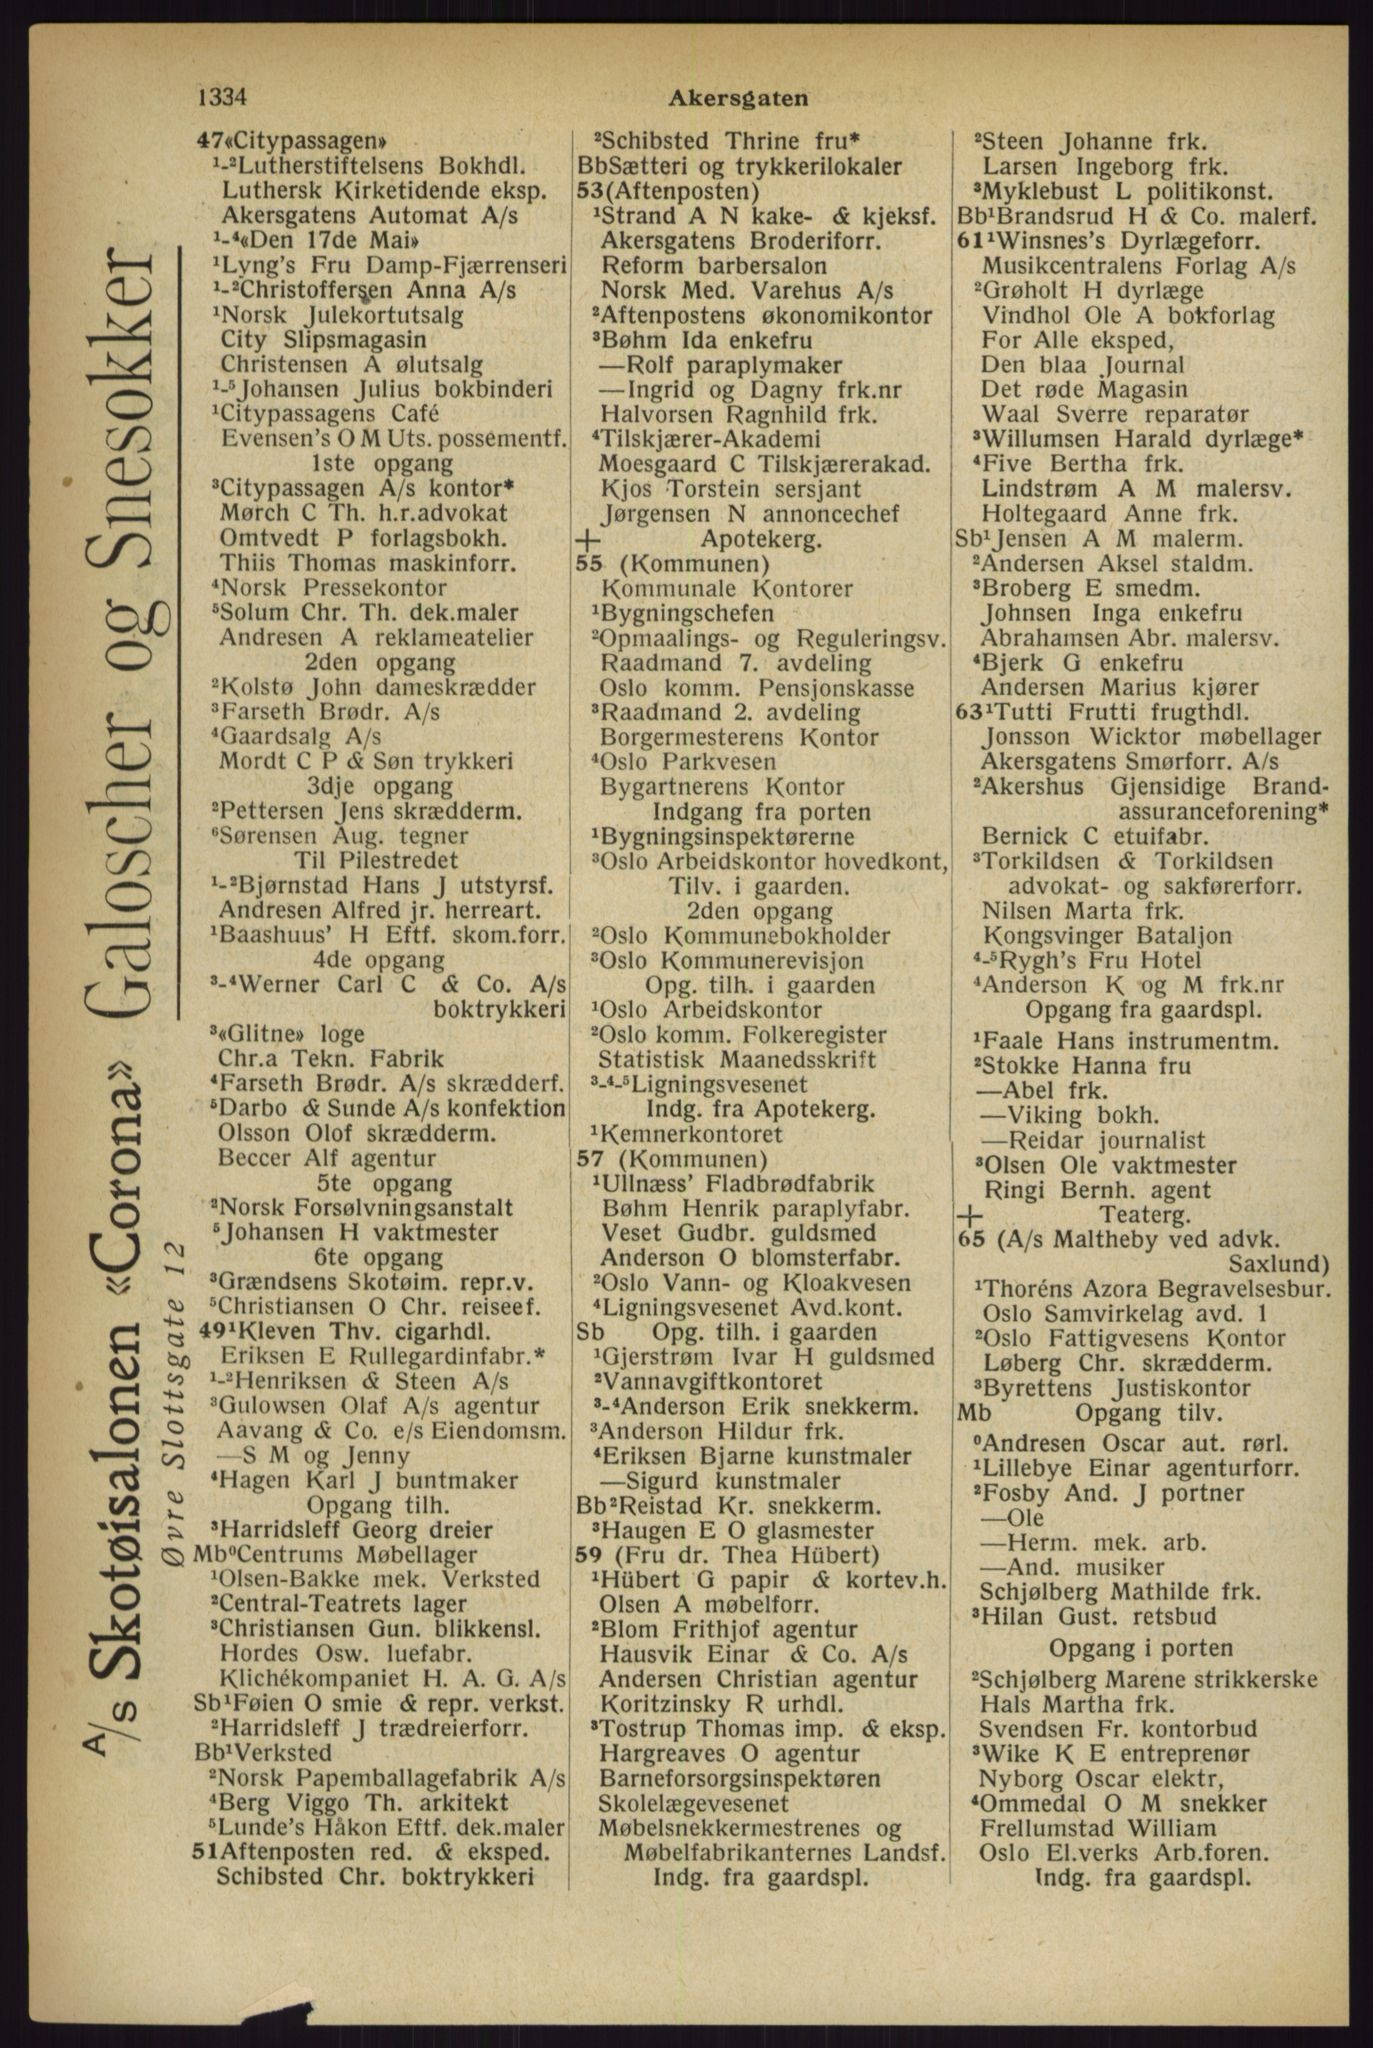 1334
Akersgaten
A/s Skotøisalonen «Corona» Galoscher og Snesokker
Øvre Slottsgate 12
47«Citypassagen»
¹-²Lutherstiftelsens Bokhdl.
Luthersk Kirketidende eksp.
Akersgatens Automat A/s
¹-⁴«Den 17de Mai»
¹Lyng's Fru Damp-Fjærrenseri
¹-²Christoffersen Anna A/s
¹Norsk Julekortutsalg
City Slipsmagasin
Christensen A ølutsalg
¹-⁵Johansen Julius bokbinderi
¹Citypassagens Café
Evensen's O M Uts. possementf.
1ste opgang
³Citypassagen A/s kontor*
Mørch C Th. h.r.advokat
Omtvedt P forlagsbokh.
Thiis Thomas maskinforr.
⁴Norsk Pressekontor
⁵Solum Chr. Th. dek.maler
Andresen A reklameatelier
2den opgang
²Kolstø John dameskrædder
³Farseth Brødr. A/s
⁴Gaardsalg A/s
Mordt C P & Søn trykkeri
3dje opgang
²Pettersen Jens skrædderm.
⁶Sørensen Aug. tegner
Til Pilestredet
¹-²Bjørnstad Hans J utstyrsf.
Andresen Alfred jr. herreart.
¹Baashuus' H Eftf. skom.forr.
4de opgang
³-⁴Werner Carl C & Co. A/s
boktrykkeri
³«Glitne» loge
Chr.a Tekn. Fabrik
⁴Farseth Brødr. A/s skrædderf.
⁵Darbo & Sunde A/s konfektion
Olsson Olof skrædderm.
Beccer Alf agentur
5te opgang
²Norsk Forsølvningsanstalt
⁵Johansen H vaktmester
6te opgang
³Grændsens Skotøim. repr.v.
⁵Christiansen O Chr. reiseef.
49¹Kleven Thv. cigarhdl.
Eriksen E Rullegardinfabr.*
¹-²Henriksen & Steen A/s
³Gulowsen Olaf A/s agentur
Aavang & Co. e/s Eiendomsm.
—S M og Jenny
⁴Hagen Karl J buntmaker
Opgang tilh.
³Harridsleff Georg dreier
Mb⁰Centrums Møbellager
¹Olsen-Bakke mek. Verksted
²Central-Teatrets lager
³Christiansen Gun. blikkensl.
Hordes Osw. luefabr.
Klichékompaniet H. A. G. A/s
Sb¹Føien O smie & repr. verkst.
²Harridsleff J trædreierforr.
Bb¹Verksted
²Norsk Papemballagefabrik A/s
⁴Berg Viggo Th. arkitekt
⁵Lunde's Håkon Eftf. dek.maler
51Aftenposten red. & eksped.
Schibsted Chr. boktrykkeri
²Schibsted Thrine fru*
BbSætteri og trykkerilokaler
53(Aftenposten)
¹Strand A N kake- & kjeksf.
Akersgatens Broderiforr.
Reform barbersalon
Norsk Med. Varehus A/s
²Aftenpostens økonomikontor
³Bøhm Ida enkefru
—Rolf paraplymaker
—Ingrid og Dagny frk.nr
Halvorsen Ragnhild frk.
⁴Tilskjærer-Akademi
Moesgaard C Tilskjærerakad.
Kjos Torstein sersjant
Jørgensen N annoncechef
+ Apotekerg.
55 (Kommunen)
Kommunale Kontorer
¹Bygningschefen
²Opmaalings- og Reguleringsv.
Raadmand 7. avdeling
Oslo komm. Pensjonskasse
³Raadmand 2. avdeling
Borgermesterens Kontor
⁴Oslo Parkvesen
Bygartnerens Kontor
Indgang fra porten
¹Bygningsinspektørerne
³Oslo Arbeidskontor hovedkont,
Tilv. i gaarden.
2den opgang
²Oslo Kommunebokholder
³Oslo Kommunerevisjon
Opg. tilh. i gaarden
¹Oslo Arbeidskontor
²Oslo komm. Folkeregister
Statistisk Maanedsskrift
³-⁴-⁵Ligningsvesenet
Indg. fra Apotekerg.
¹Kemnerkontoret
57 (Kommunen)
¹Ullnæss' Fladbrødfabrik
Bøhm Henrik paraplyfabr.
Veset Gudbr. guldsmed
Anderson O blomsterfabr.
²Oslo Vann- og Kloakvesen
⁴Ligningsvesenet Avd.kont.
Sb Opg. tilh. i gaarden
¹Gjerstrøm Ivar H guldsmed
²Vannavgiftkontoret
³-⁴Anderson Erik snekkerm.
³Anderson Hildur frk.
⁴Eriksen Bjarne kunstmaler
—Sigurd kunstmaler
Bb²Reistad Kr. snekkerm.
³Haugen E O glasmester
59 (Fru dr. Thea Hübert)
¹Hübert G papir & kortev.h.
Olsen A møbelforr.
²Blom Frithjof agentur
Hausvik Einar & Co. A/s
Andersen Christian agentur
Koritzinsky R urhdl.
³Tostrup Thomas imp. & eksp.
Hargreaves O agentur
Barneforsorgsinspektøren
Skolelægevesenet
Møbelsnekkermestrenes og
Møbelfabrikanternes Landsf.
Indg. fra gaardspl.
²Steen Johanne frk.
Larsen Ingeborg frk.
³Myklebust L politikonst.
Bb¹Brandsrud H & Co. malerf.
61¹Winsnes's Dyrlægeforr.
Musikcentralens Forlag A/s
²Grøholt H dyrlæge
Vindhol Ole A bokforlag
For Alle eksped,
Den blaa Journal
Det røde Magasin
Waal Sverre reparatør
³Willumsen Harald dyrlæge*
⁴Five Bertha frk.
Lindstrøm A M malersv.
Holtegaard Anne frk.
Sb¹Jensen A M malerm.
²Andersen Aksel staldm.
³Broberg E smedm.
Johnsen Inga enkefru
Abrahamsen Abr. malersv.
⁴Bjerk G enkefru
Andersen Marius kjører
63¹Tutti Frutti frugthdl.
Jonsson Wicktor møbellager
Akersgatens Smørforr. A/s
²Akershus Gjensidige Brand-
assuranceforening*
Bernick C etuifabr.
³Torkildsen & Torkildsen
advokat- og sakførerforr.
Nilsen Marta frk.
Kongsvinger Bataljon
⁴-⁵Rygh's Fru Hotel
⁴Anderson K og M frk.nr
Opgang fra gaardspl.
¹Faale Hans instrumentm.
²Stokke Hanna fru
—Abel frk.
—Viking bokh.
—Reidar journalist
³Olsen Ole vaktmester
Ringi Bernh. agent
+ Teaterg.
65 (A/s Maltheby ved advk.
Saxlund)
¹Thoréns Azora Begravelsesbur.
Oslo Samvirkelag avd. 1
²Oslo Fattigvesens Kontor
Løberg Chr. skrædderm.
³Byrettens Justiskontor
Mb Opgang tilv.
⁰Andresen Oscar aut. rørl.
¹Lillebye Einar agenturforr.
²Fosby And. J portner
—Ole
—Herm. mek. arb.
—And. musiker
Schjølberg Mathilde frk.
³Hilan Gust. retsbud
Opgang i porten
²Schjølberg Marene strikkerske
Hals Martha frk.
Svendsen Fr. kontorbud
³Wike K E entreprenør
Nyborg Oscar elektr,
⁴Ommedal O M snekker
Frellumstad William
Oslo El.verks Arb.foren.
Indg. fra gaardspl.